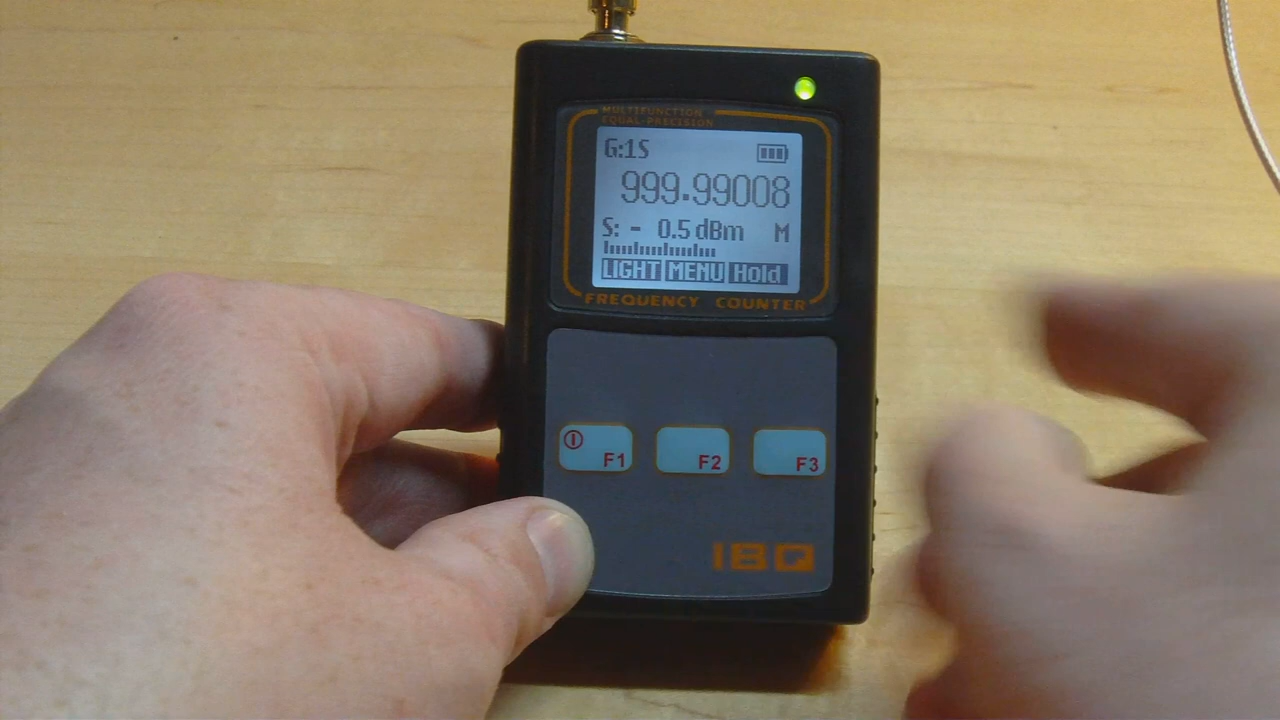 MULTIFUNCTION
EQUAL-PRECISION
G:1S
999.99008
S: - 0.5 dBm M
LIGHT MENU Hold
FREQUENCY COUNTER
F1 F2 F3
IBQ